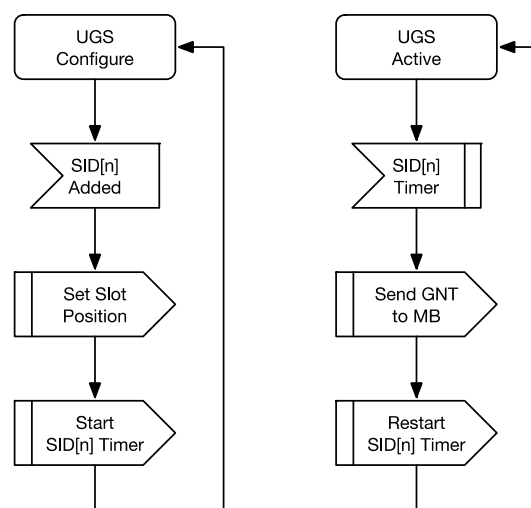 UGS
Configure
SID[n]
Added
Set Slot
Position
Start
SID[n] Timer
UGS
Active
SID[n]
Timer
Send GNT
to MB
Restart
SID[n] Timer